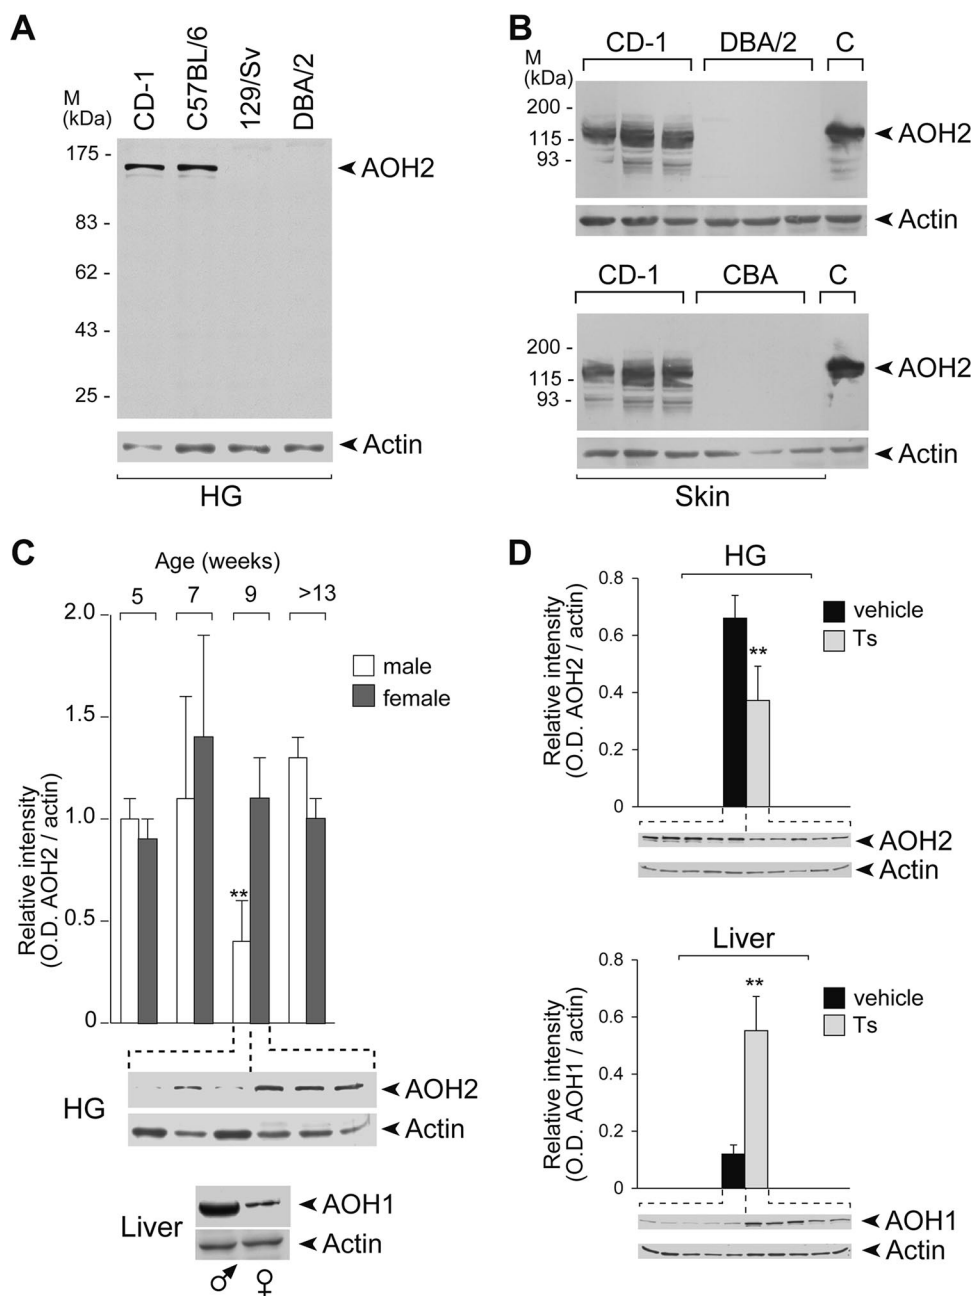 A
CD-1
C57BL/6
129/Sv
DBA/2
M
(kDa)
175 -
83 -
62 -
43 -
25 -
AOH2
Actin
HG
B
CD-1
DBA/2
C
M
(kDa)
200 -
115 -
93 -
AOH2
Actin
CD-1
CBA
C
200 -
115 -
93 -
AOH2
Actin
Skin
C
Age (weeks)
5
7
9
>13
2.0
1.5
1.0
0.5
0
Relative intensity
(O.D. AOH2 / actin)
male
female
**
HG
AOH2
Actin
Liver
AOH1
Actin
♂
♀
D
HG
0.8
0.6
0.4
0.2
0
Relative intensity
(O.D. AOH2 / actin)
vehicle
Ts
**
AOH2
Actin
Liver
0.8
0.6
0.4
0.2
0
Relative intensity
(O.D. AOH1 / actin)
**
vehicle
Ts
AOH1
Actin